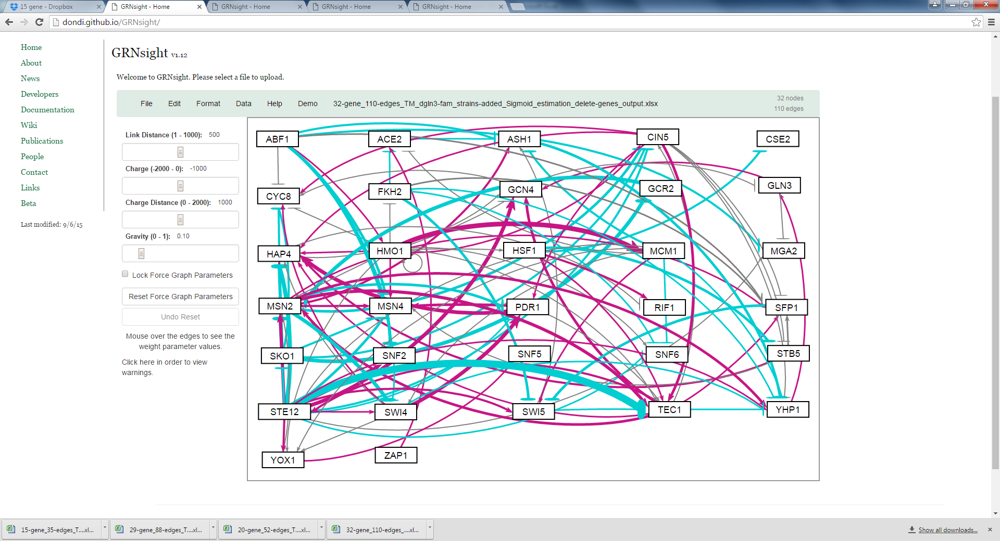 15 gene - Dropbox
GRNsight - Home
GRNsight - Home
GRNsight - Home
GRNsight - Home
dondi.github.io/GRNsight/
Home
About
News
Developers
Documentation
Wiki
Publications
People
Contact
Links
Beta
Last modified: 9/6/15
GRNsight v1.12
Welcome to GRNsight. Please select a file to upload.
File Edit Format Data Help Demo 32-gene_110-edges_TM_dgln3-fam_strains-added_Sigmoid_estimation_delete-genes_output.xlsx
32 nodes
110 edges
Link Distance (1 - 1000): 500
Charge (-2000 - 0): -1000
Charge Distance (0 - 2000): 1000
Gravity (0 - 1): 0.10
Lock Force Graph Parameters
Reset Force Graph Parameters
Undo Reset
Mouse over the edges to see the
weight parameter values.
Click here in order to view
warnings.
ABF1 ACE2 ASH1 CIN5 CSE2
CYC8 FKH2 GCN4 GCR2 GLN3
HAP4 HMO1 HSF1 MCM1 MGA2
MSN2 MSN4 PDR1 RIF1 SFP1
SKO1 SNF2 SNF5 SNF6 STB5
STE12 SWI4 SWI5 TEC1 YHP1
YOX1 ZAP1
15-gene_35-edges_T....xl...
29-gene_88-edges_T....xl...
20-gene_52-edges_T....xl...
32-gene_110-edges_....xl...
Show all downloads...